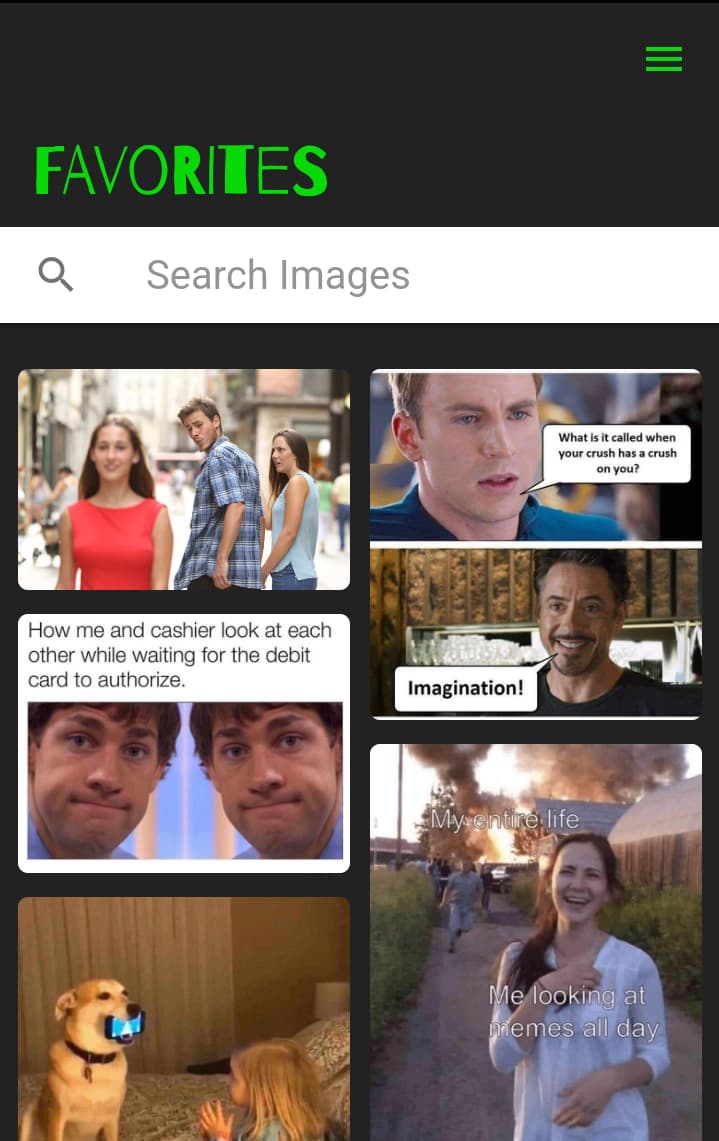 FAVORITES
Search Images
What is it called when
your crush has a crush
on you?
Imagination!
How me and cashier look at each
other while waiting for the debit
card to authorize.
My entire life
Me looking at
memes all day